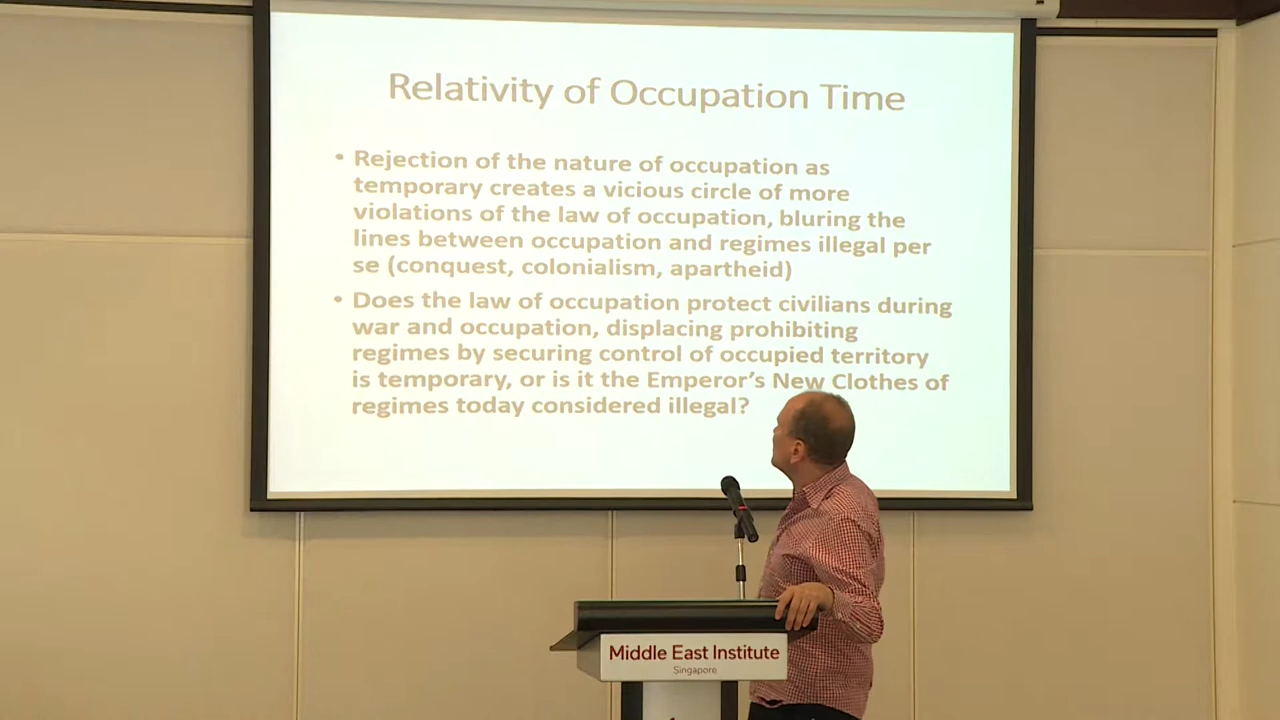 Relativity of Occupation Time
• Rejection of the nature of occupation as
temporary creates a vicious circle of more
violations of the law of occupation, bluring the
lines between occupation and regimes illegal per
se (conquest, colonialism, apartheid)
• Does the law of occupation protect civilians during
war and occupation, displacing prohibiting
regimes by securing control of occupied territory
is temporary, or is it the Emperor's New Clothes of
regimes today considered illegal?
Middle East Institute
Singapore